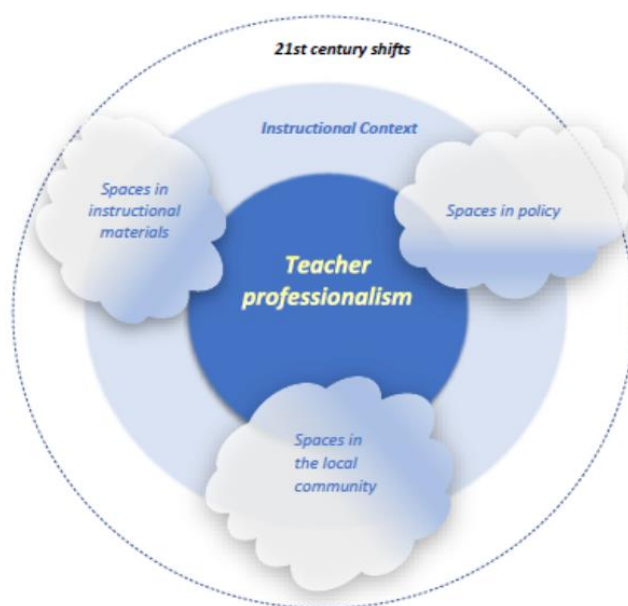 21st century shifts
Instructional Context
Spaces in
instructional
materials
Spaces in policy
Teacher
professionalism
Spaces in
the local
community